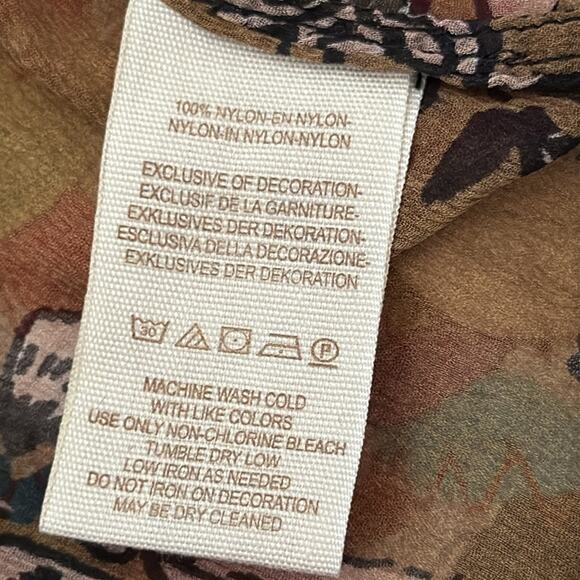 100% NYLON-EN NYLON-
NYLON-IN NYLON-NYLON
EXCLUSIVE OF DECORATION-
EXCLUSIF DE LA GARNITURE-
EXKLUSIVES DER DEKORATION-
ESCLUSIVA DELLA DECORAZIONE-
EXKLUSIVES DER DEKORATION
30 P
MACHINE WASH COLD
WITH LIKE COLORS
USE ONLY NON-CHLORINE BLEACH
TUMBLE DRY LOW
LOW IRON AS NEEDED
DO NOT IRON ON DECORATION
MAY BE DRY CLEANED